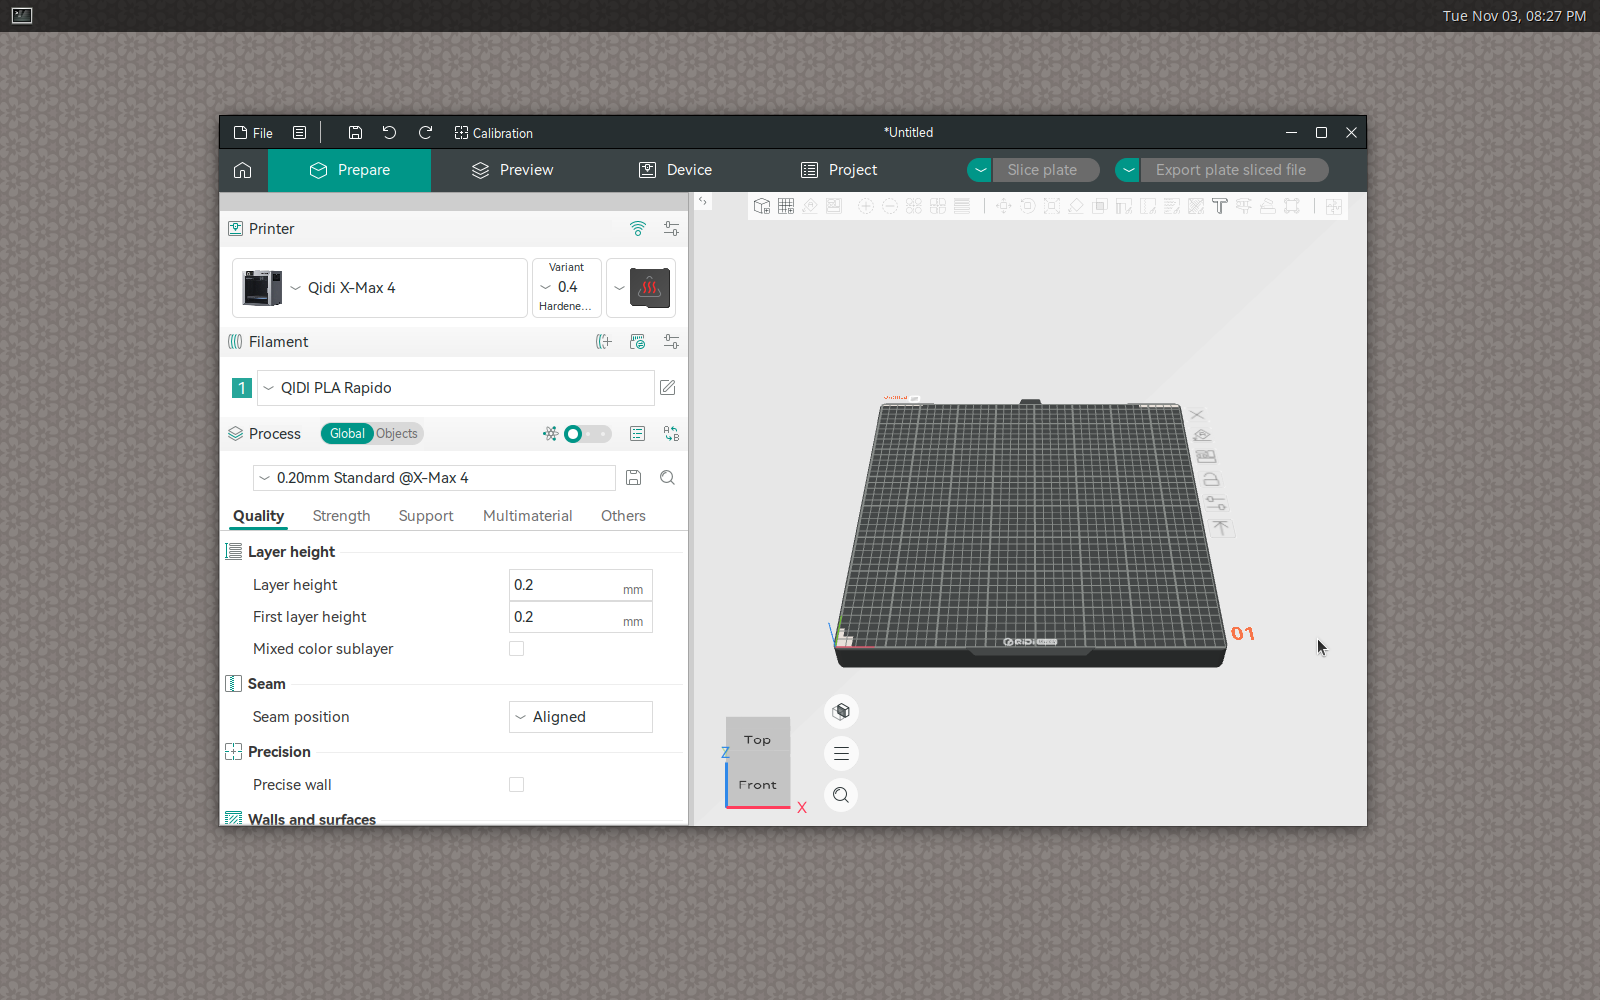 Tue Nov 03, 08:27 PM
File
Calibration
*Untitled
Prepare
Preview
Device
Project
Slice plate
Export plate sliced file
Printer
Qidi X-Max 4
Variant
0.4
Hardene...
Filament
1
QIDI PLA Rapido
Process
Global
Objects
0.20mm Standard @X-Max 4
Quality
Strength
Support
Multimaterial
Others
Layer height
Layer height
0.2
mm
First layer height
0.2
mm
Mixed color sublayer
Seam
Seam position
Aligned
Precision
Precise wall
Walls and surfaces
01
Top
Front
Z
X